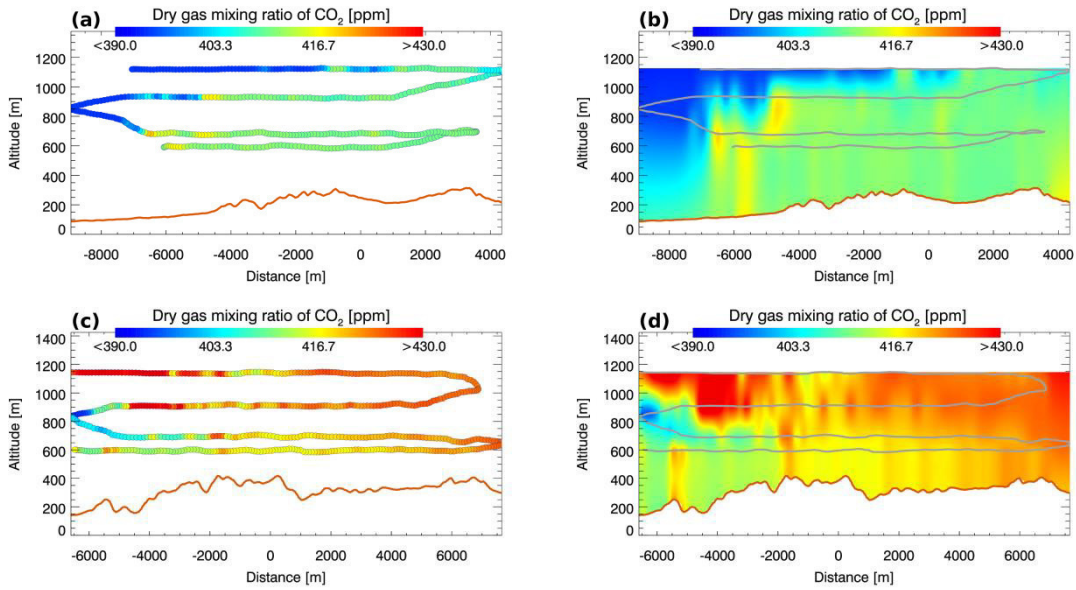 (a)
Dry gas mixing ratio of CO₂ [ppm]
<390.0 403.3 416.7 >430.0
1200
1000
800
600
400
200
0
Altitude [m]
-8000 -6000 -4000 -2000 0 2000 4000
Distance [m]
(b)
Dry gas mixing ratio of CO₂ [ppm]
<390.0 403.3 416.7 >430.0
1200
1000
800
600
400
200
0
Altitude [m]
-8000 -6000 -4000 -2000 0 2000 4000
Distance [m]
(c)
Dry gas mixing ratio of CO₂ [ppm]
<390.0 403.3 416.7 >430.0
1400
1200
1000
800
600
400
200
0
Altitude [m]
-6000 -4000 -2000 0 2000 4000 6000
Distance [m]
(d)
Dry gas mixing ratio of CO₂ [ppm]
<390.0 403.3 416.7 >430.0
1400
1200
1000
800
600
400
200
0
Altitude [m]
-6000 -4000 -2000 0 2000 4000 6000
Distance [m]